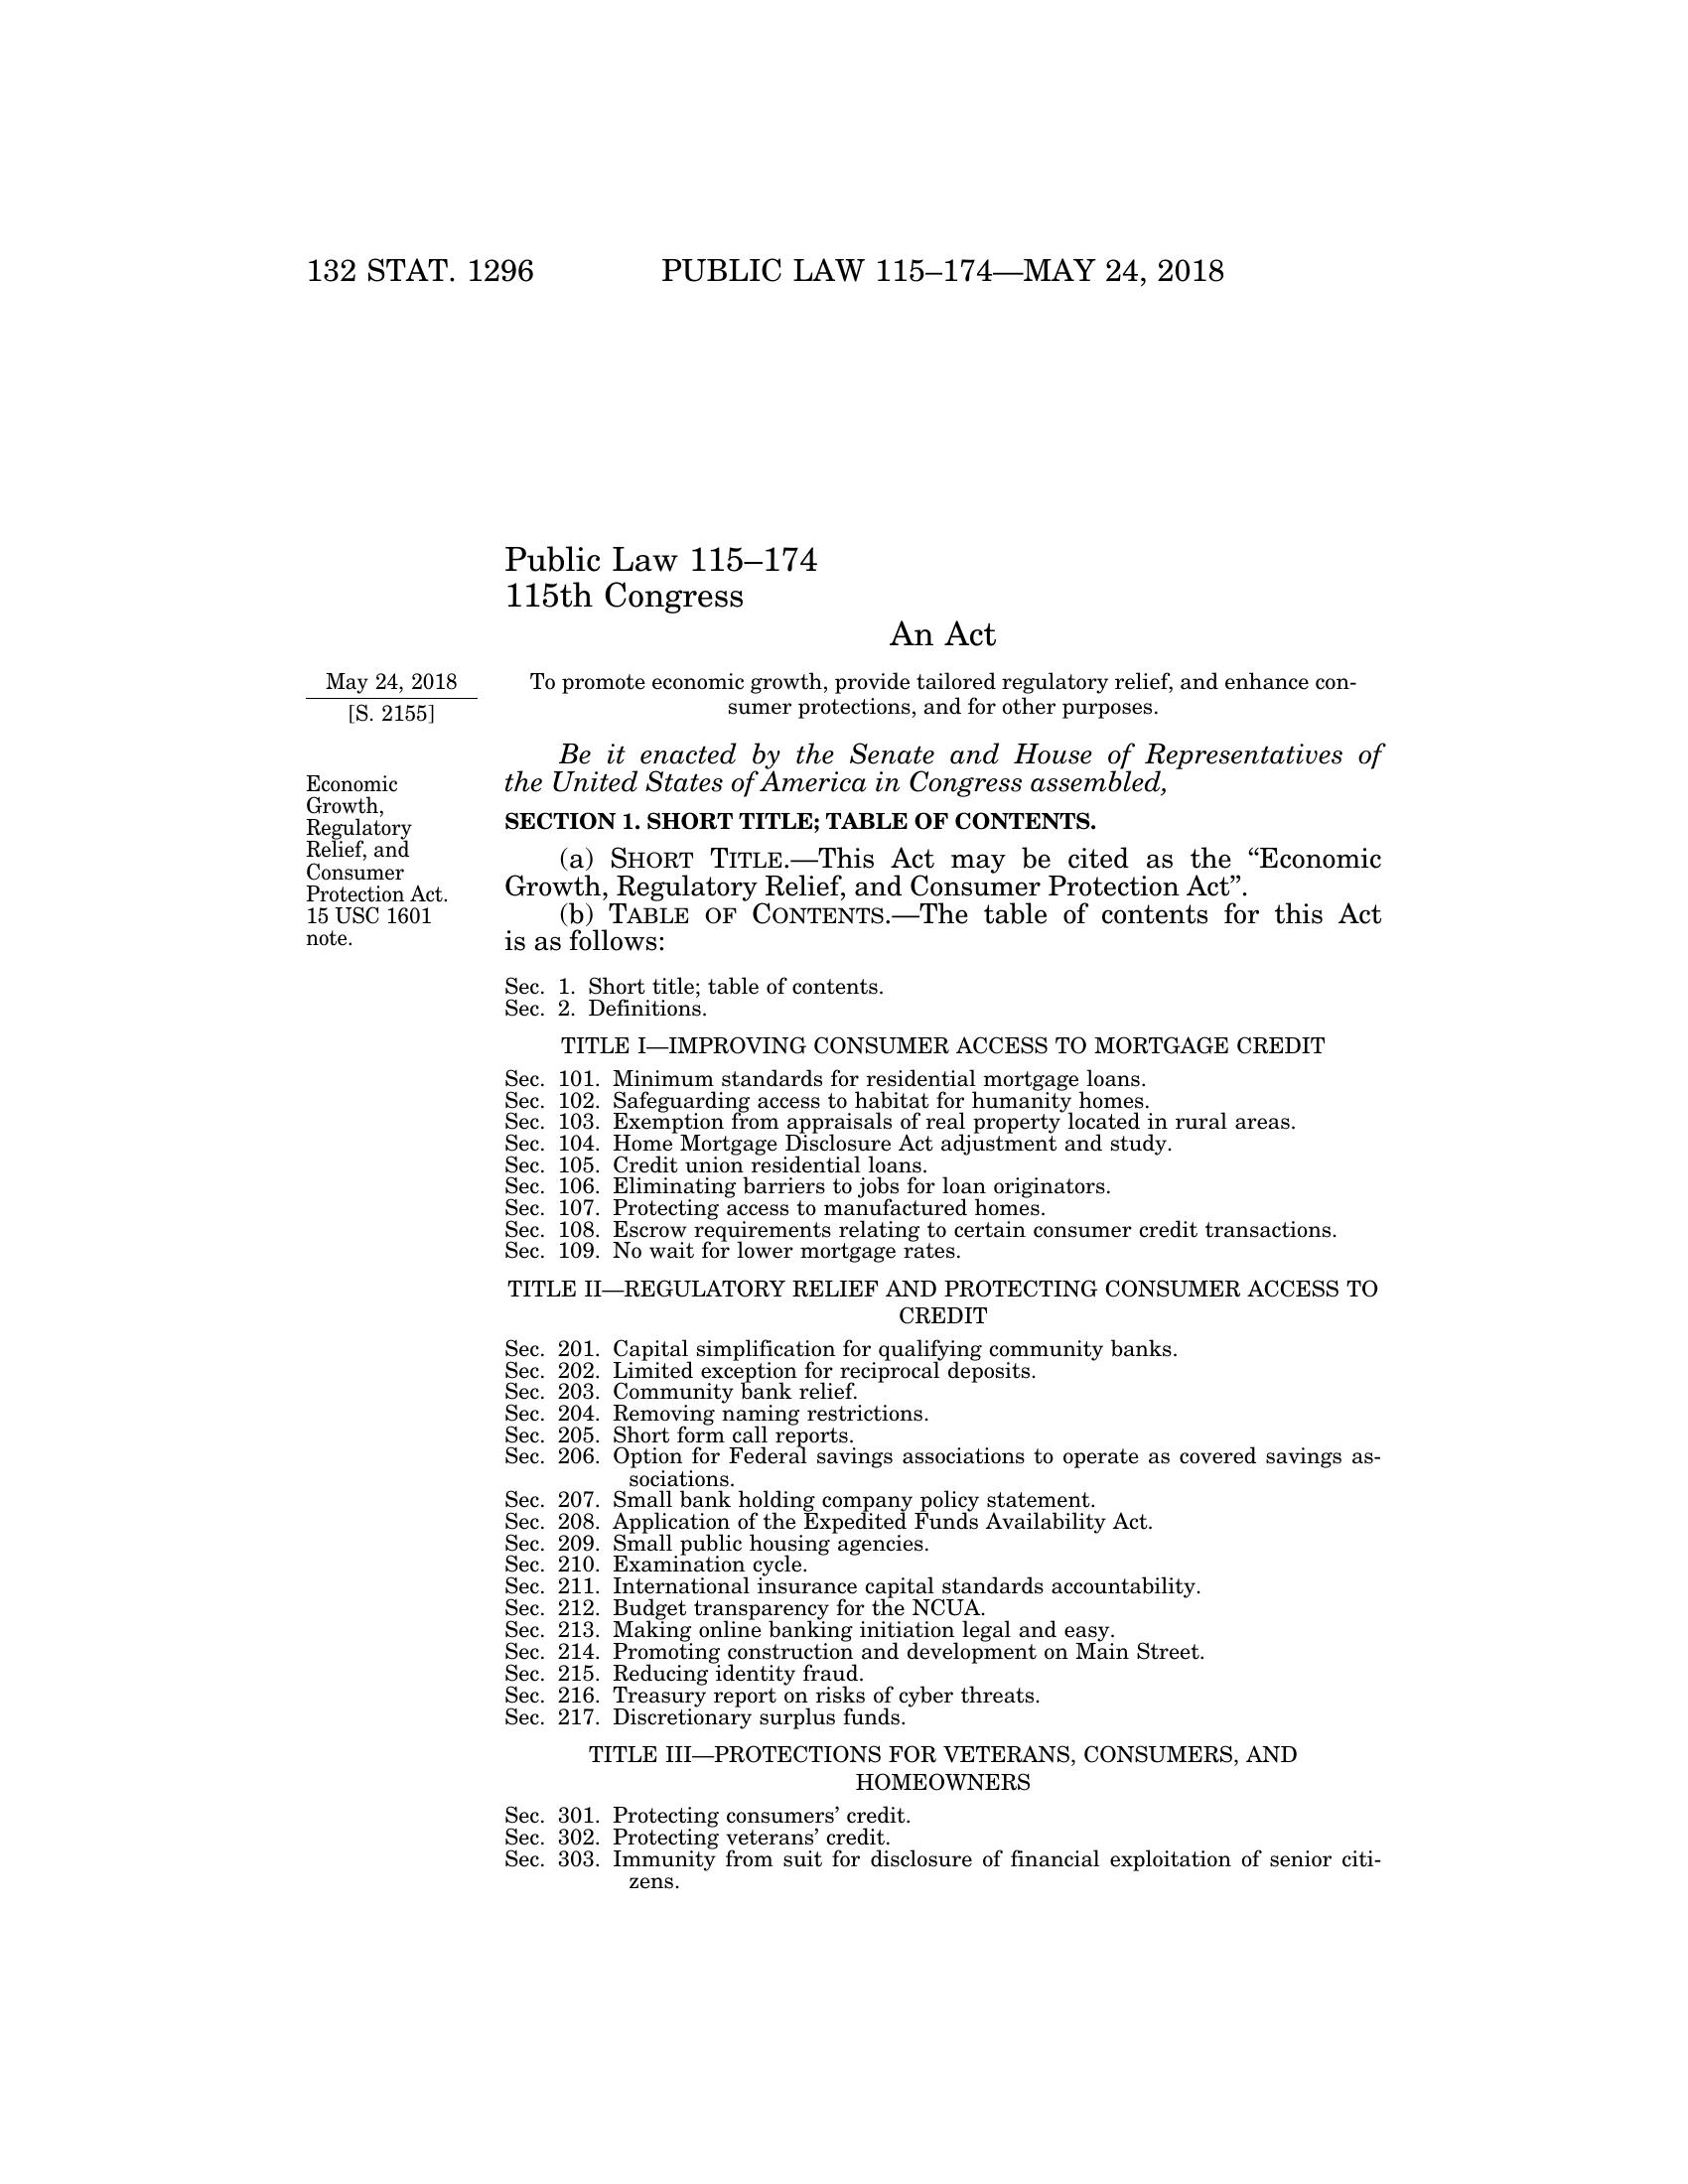 132 STAT. 1296 PUBLIC LAW 115–174—MAY 24, 2018
Public Law 115–174
115th Congress
An Act
May 24, 2018
[S. 2155]
To promote economic growth, provide tailored regulatory relief, and enhance con-
sumer protections, and for other purposes.
Be it enacted by the Senate and House of Representatives of
the United States of America in Congress assembled,
Economic
Growth,
Regulatory
Relief, and
Consumer
Protection Act.
15 USC 1601
note.
SECTION 1. SHORT TITLE; TABLE OF CONTENTS.
(a) SHORT TITLE.—This Act may be cited as the “Economic
Growth, Regulatory Relief, and Consumer Protection Act”.
(b) TABLE OF CONTENTS.—The table of contents for this Act
is as follows:
Sec. 1. Short title; table of contents.
Sec. 2. Definitions.
TITLE I—IMPROVING CONSUMER ACCESS TO MORTGAGE CREDIT
Sec. 101. Minimum standards for residential mortgage loans.
Sec. 102. Safeguarding access to habitat for humanity homes.
Sec. 103. Exemption from appraisals of real property located in rural areas.
Sec. 104. Home Mortgage Disclosure Act adjustment and study.
Sec. 105. Credit union residential loans.
Sec. 106. Eliminating barriers to jobs for loan originators.
Sec. 107. Protecting access to manufactured homes.
Sec. 108. Escrow requirements relating to certain consumer credit transactions.
Sec. 109. No wait for lower mortgage rates.
TITLE II—REGULATORY RELIEF AND PROTECTING CONSUMER ACCESS TO
CREDIT
Sec. 201. Capital simplification for qualifying community banks.
Sec. 202. Limited exception for reciprocal deposits.
Sec. 203. Community bank relief.
Sec. 204. Removing naming restrictions.
Sec. 205. Short form call reports.
Sec. 206. Option for Federal savings associations to operate as covered savings as-
sociations.
Sec. 207. Small bank holding company policy statement.
Sec. 208. Application of the Expedited Funds Availability Act.
Sec. 209. Small public housing agencies.
Sec. 210. Examination cycle.
Sec. 211. International insurance capital standards accountability.
Sec. 212. Budget transparency for the NCUA.
Sec. 213. Making online banking initiation legal and easy.
Sec. 214. Promoting construction and development on Main Street.
Sec. 215. Reducing identity fraud.
Sec. 216. Treasury report on risks of cyber threats.
Sec. 217. Discretionary surplus funds.
TITLE III—PROTECTIONS FOR VETERANS, CONSUMERS, AND
HOMEOWNERS
Sec. 301. Protecting consumers’ credit.
Sec. 302. Protecting veterans’ credit.
Sec. 303. Immunity from suit for disclosure of financial exploitation of senior citi-
zens.